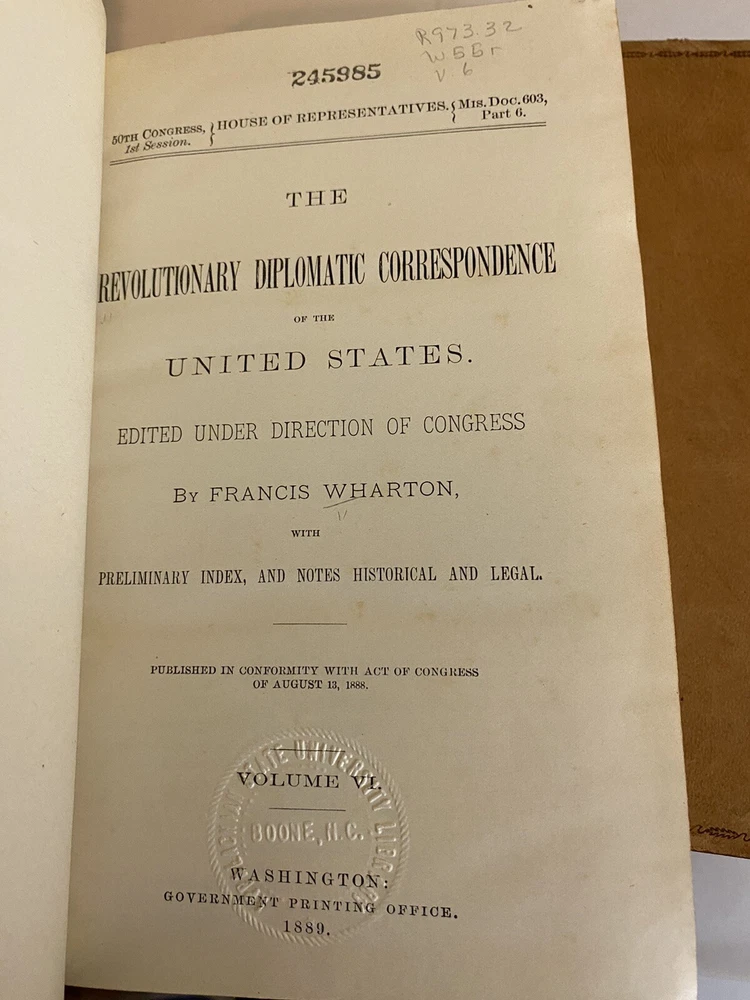 R973.32
W55r
v 6
245985
50TH CONGRESS, } HOUSE OF REPRESENTATIVES. { MIS. DOC. 603,
1st Session. Part 6.
THE
REVOLUTIONARY DIPLOMATIC CORRESPONDENCE
OF THE
UNITED STATES.
EDITED UNDER DIRECTION OF CONGRESS
BY FRANCIS WHARTON,
WITH
PRELIMINARY INDEX, AND NOTES HISTORICAL AND LEGAL.
PUBLISHED IN CONFORMITY WITH ACT OF CONGRESS
OF AUGUST 13, 1888.
VOLUME VI.
STATE UNIVERSITY
BOONE, N.C.
WASHINGTON:
GOVERNMENT PRINTING OFFICE.
1889.